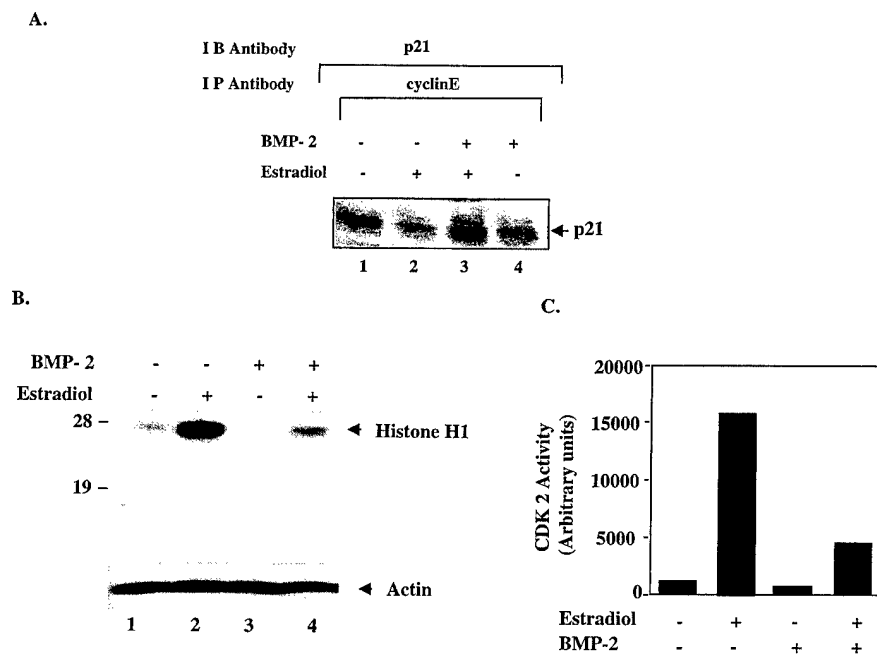 A.
I B Antibody p21
I P Antibody cyclinE
BMP- 2 - - + +
Estradiol - + + -
p21
1 2 3 4
B.
BMP- 2 - - + +
Estradiol - + - +
28 –
Histone H1
19 –
Actin
1 2 3 4
C.
CDK 2 Activity
(Arbitrary units)
20000
15000
10000
5000
0
Estradiol - + - +
BMP-2 - - + +